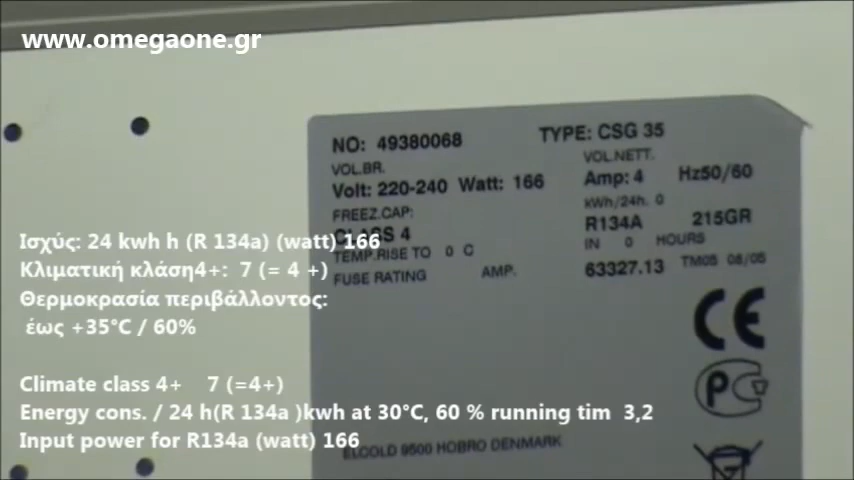 www.omegaone.gr
NO: 49380068 TYPE: CSG 35
VOL.BR. VOL.NETT.
Volt: 220-240 Watt: 166 Amp: 4 Hz50/60
FREEZ.CAP: kWh/24h. 0
CLASS 4 R134A 215GR
TEMP.RISE TO 0 C IN 0 HOURS
FUSE RATING AMP. 63327.13 TM05 08/05
CE
Ισχύς: 24 kwh h (R 134a) (watt) 166
Κλιματική κλάση4+: 7 (= 4 +)
Θερμοκρασία περιβάλλοντος:
έως +35°C / 60%
Climate class 4+ 7 (=4+)
Energy cons. / 24 h(R 134a )kwh at 30°C, 60 % running tim 3,2
Input power for R134a (watt) 166
ELCOLD 9500 HOBRO DENMARK